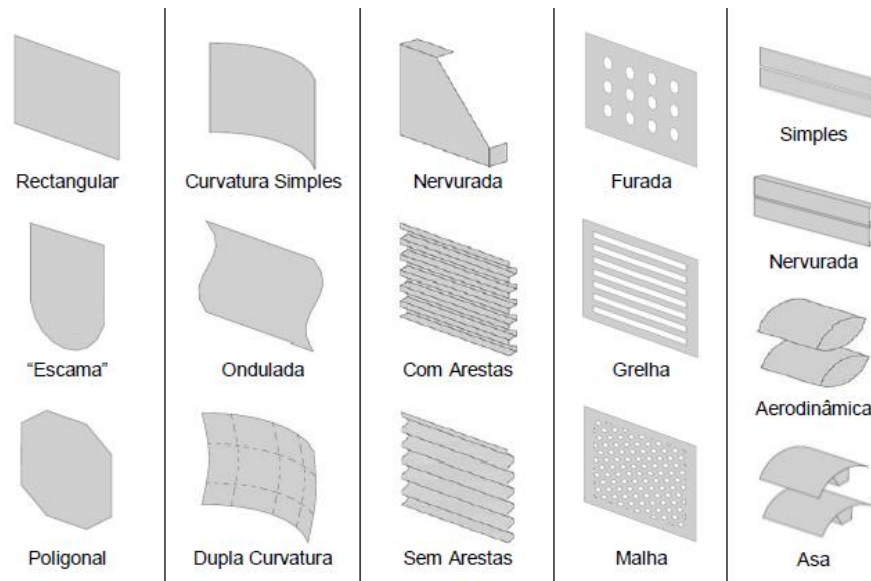 Rectangular
Curvatura Simples
Nervurada
Furada
Simples
Nervurada
"Escama"
Ondulada
Com Arestas
Grelha
Aerodinâmica
Poligonal
Dupla Curvatura
Sem Arestas
Malha
Asa